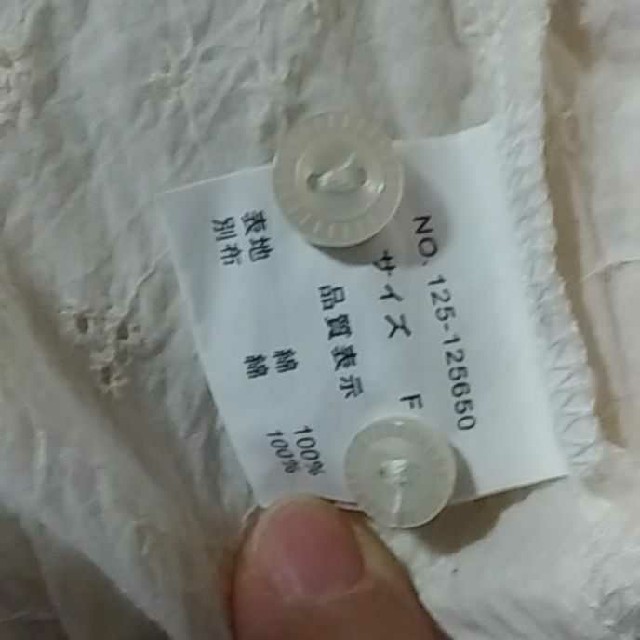 NO. 125-125650
サイズ F
品質表示
表地 綿 100%
別布 綿 100%